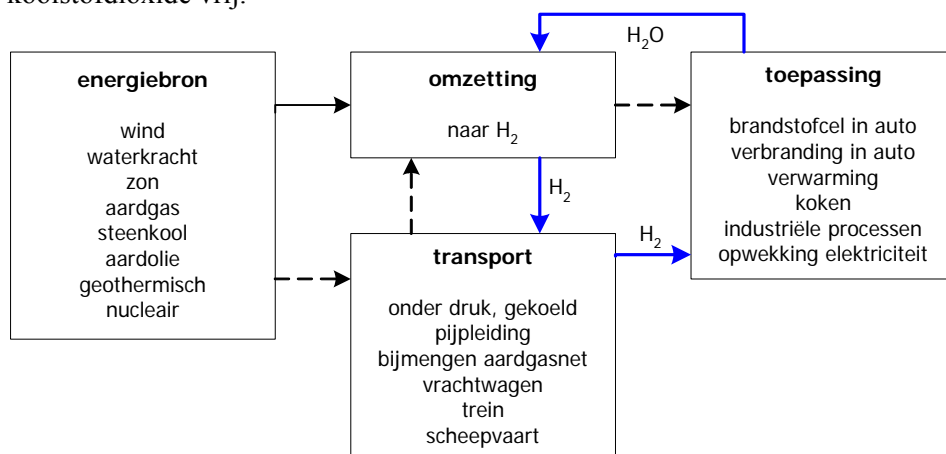 koolstofdioxide vrij.
H₂O
energiebron
wind
waterkracht
zon
aardgas
steenkool
aardolie
geothermisch
nucleair
omzetting
naar H₂
H₂
transport
onder druk, gekoeld
pijpleiding
bijmengen aardgasnet
vrachtwagen
trein
scheepvaart
H₂
toepassing
brandstofcel in auto
verbranding in auto
verwarming
koken
industriële processen
opwekking elektriciteit